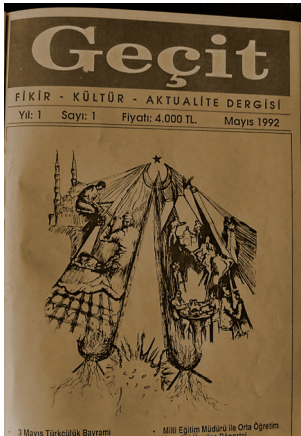 Geçit
FİKİR - KÜLTÜR - AKTUALİTE DERGİSİ
Yıl: 1 Sayı: 1 Fiyatı: 4.000 TL. Mayıs 1992
• 3 Mayıs Türkçülük Bayramı
• Milli Eğitim Müdürü ile Orta Öğretim